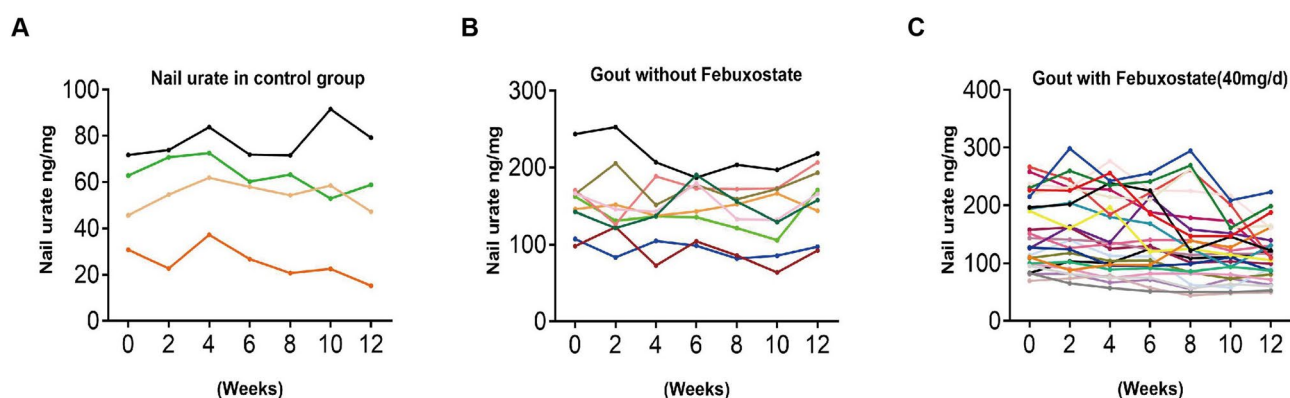 A
Nail urate in control group
Nail urate ng/mg
100
80
60
40
20
0
0 2 4 6 8 10 12
(Weeks)
B
Gout without Febuxostate
Nail urate ng/mg
300
200
100
0
0 2 4 6 8 10 12
(Weeks)
C
Gout with Febuxostate(40mg/d)
Nail urate ng/mg
400
300
200
100
0
0 2 4 6 8 10 12
(Weeks)